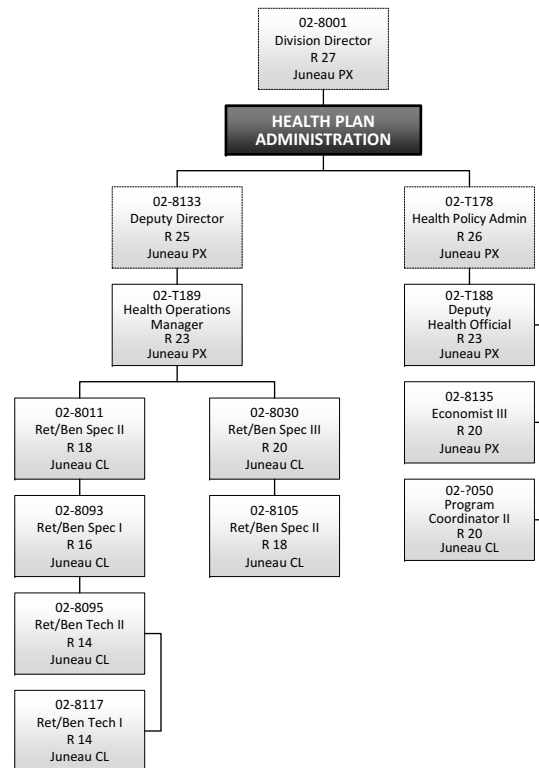 02-8001
Division Director
R 27
Juneau PX
HEALTH PLAN
ADMINISTRATION
02-8133
Deputy Director
R 25
Juneau PX
02-T178
Health Policy Admin
R 26
Juneau PX
02-T189
Health Operations
Manager
R 23
Juneau PX
02-T188
Deputy
Health Official
R 23
Juneau PX
02-8011
Ret/Ben Spec II
R 18
Juneau CL
02-8030
Ret/Ben Spec III
R 20
Juneau CL
02-8135
Economist III
R 20
Juneau PX
02-8093
Ret/Ben Spec I
R 16
Juneau CL
02-8105
Ret/Ben Spec II
R 18
Juneau CL
02-?050
Program
Coordinator II
R 20
Juneau CL
02-8095
Ret/Ben Tech II
R 14
Juneau CL
02-8117
Ret/Ben Tech I
R 14
Juneau CL